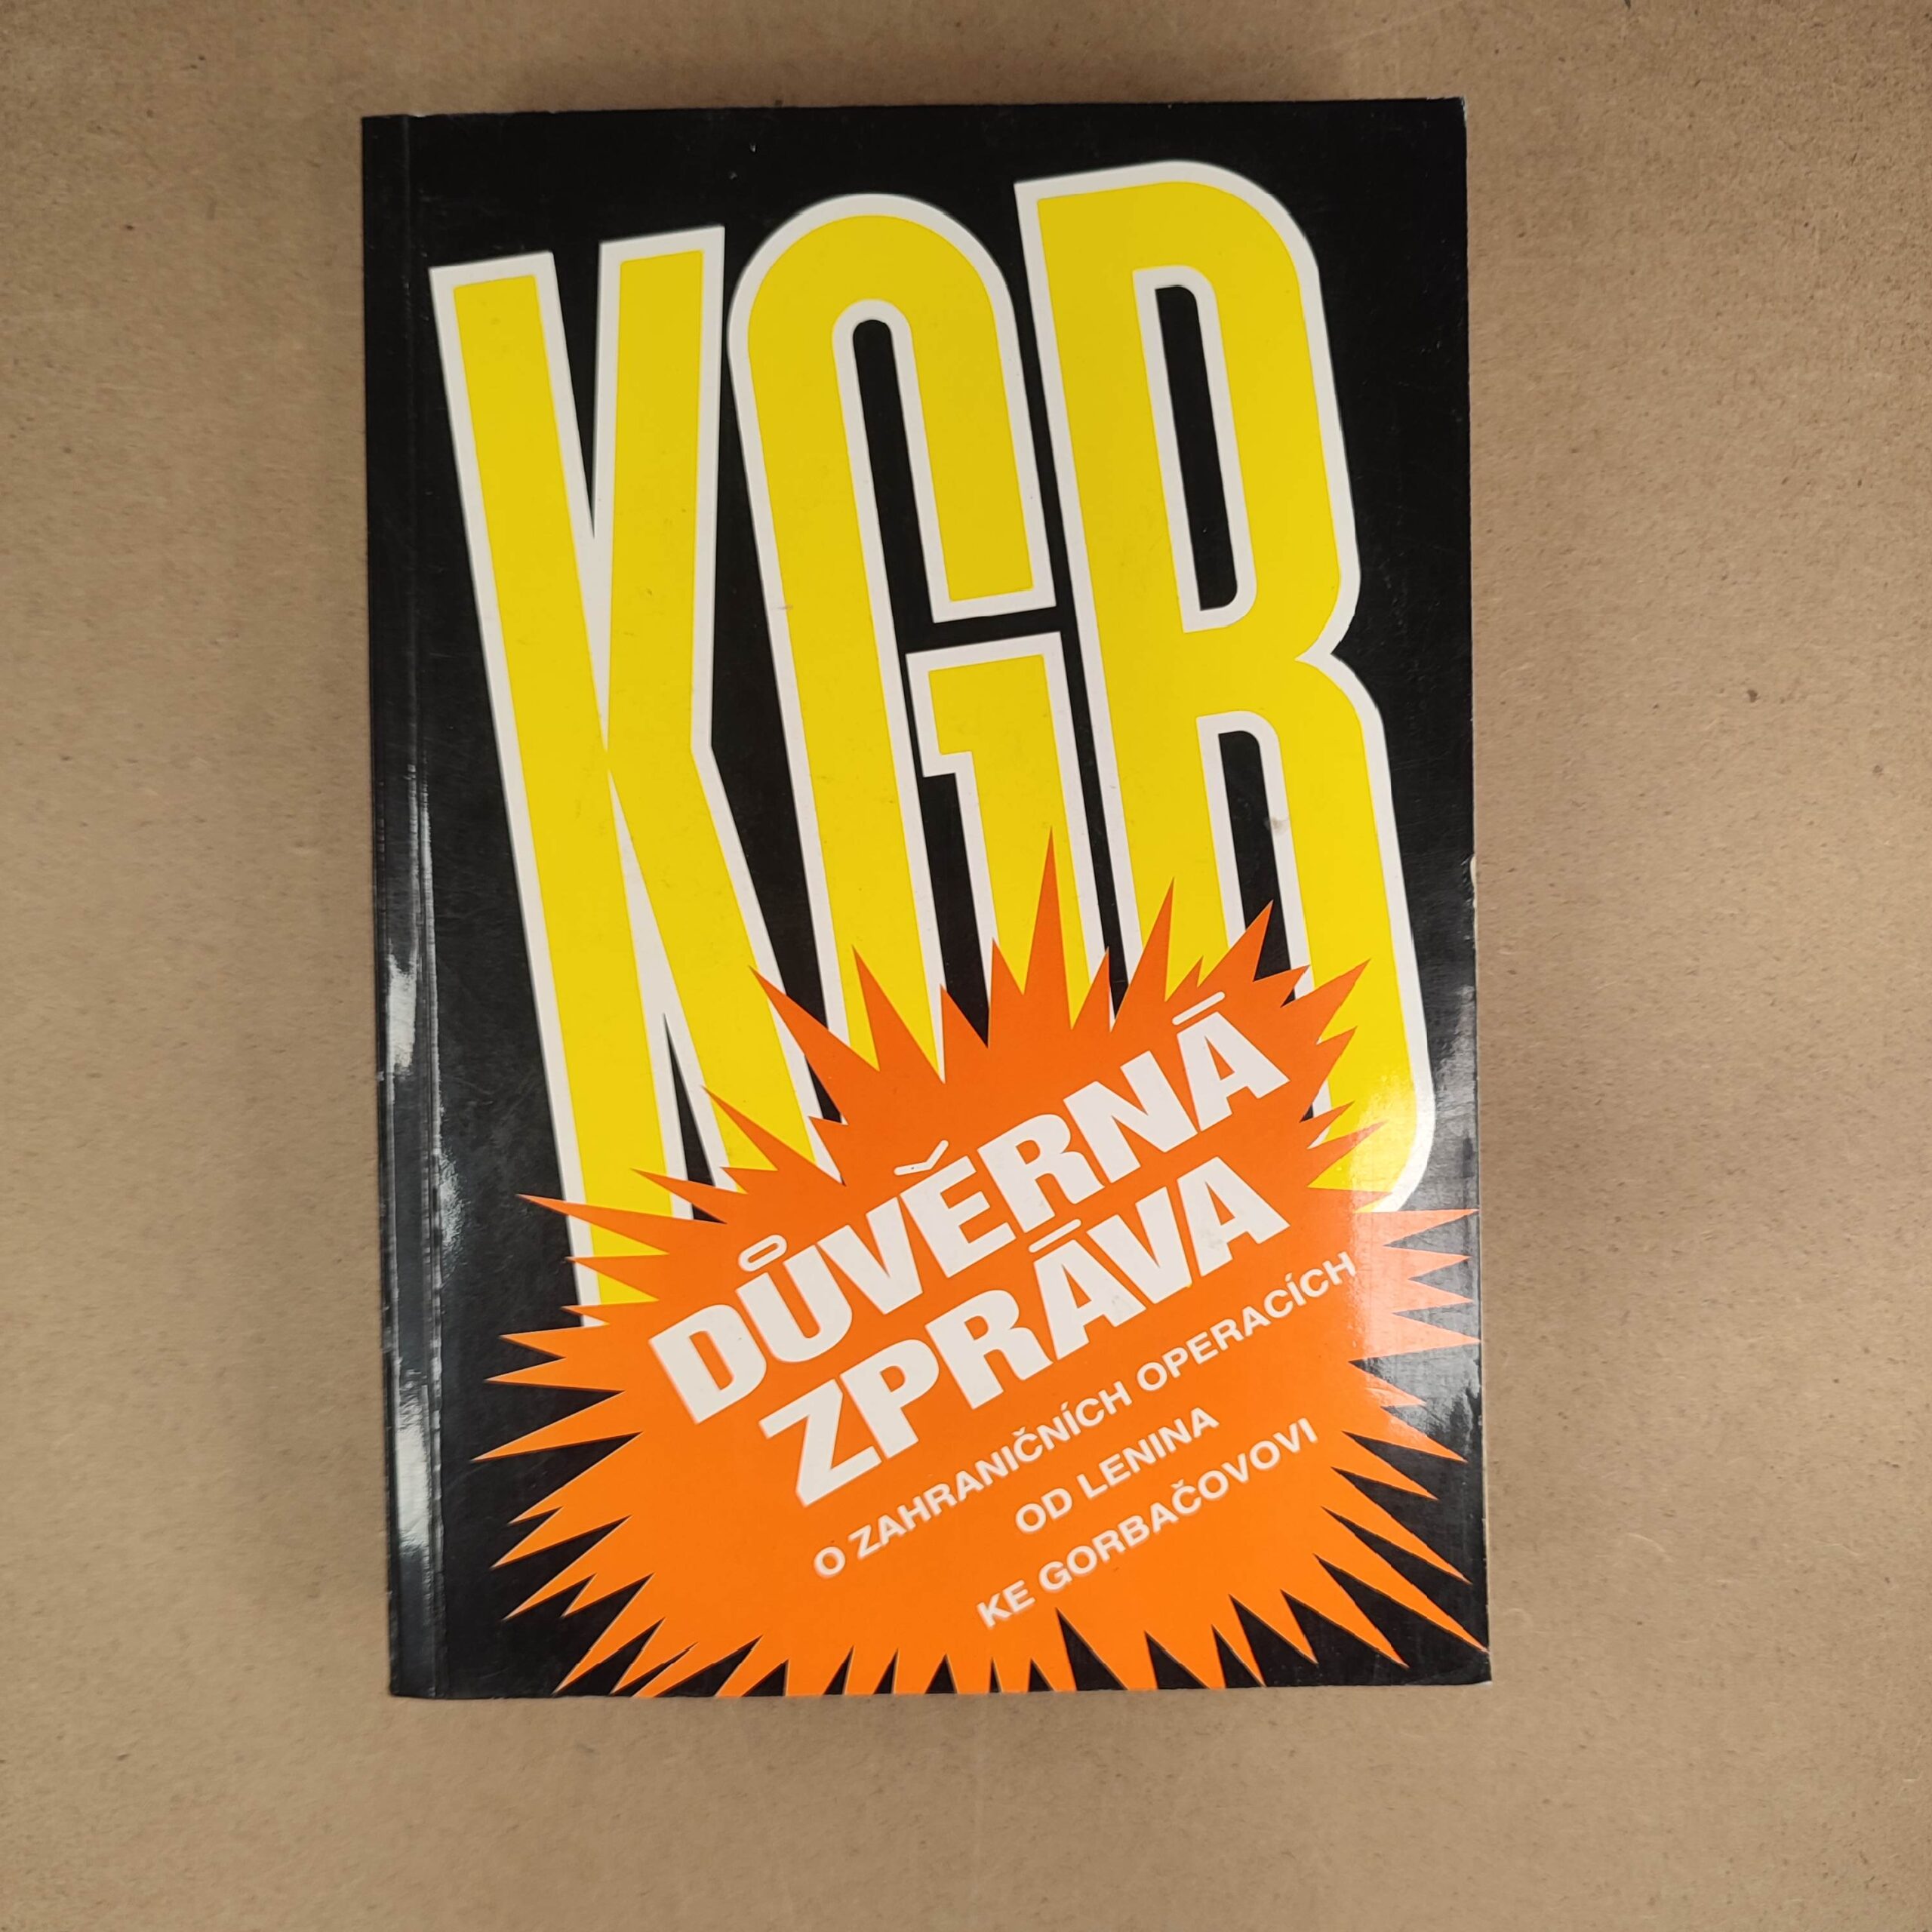 KGB
DŮVĚRNÁ
ZPRÁVA
O ZAHRANIČNÍCH OPERACÍCH
OD LENINA
KE GORBAČOVOVI